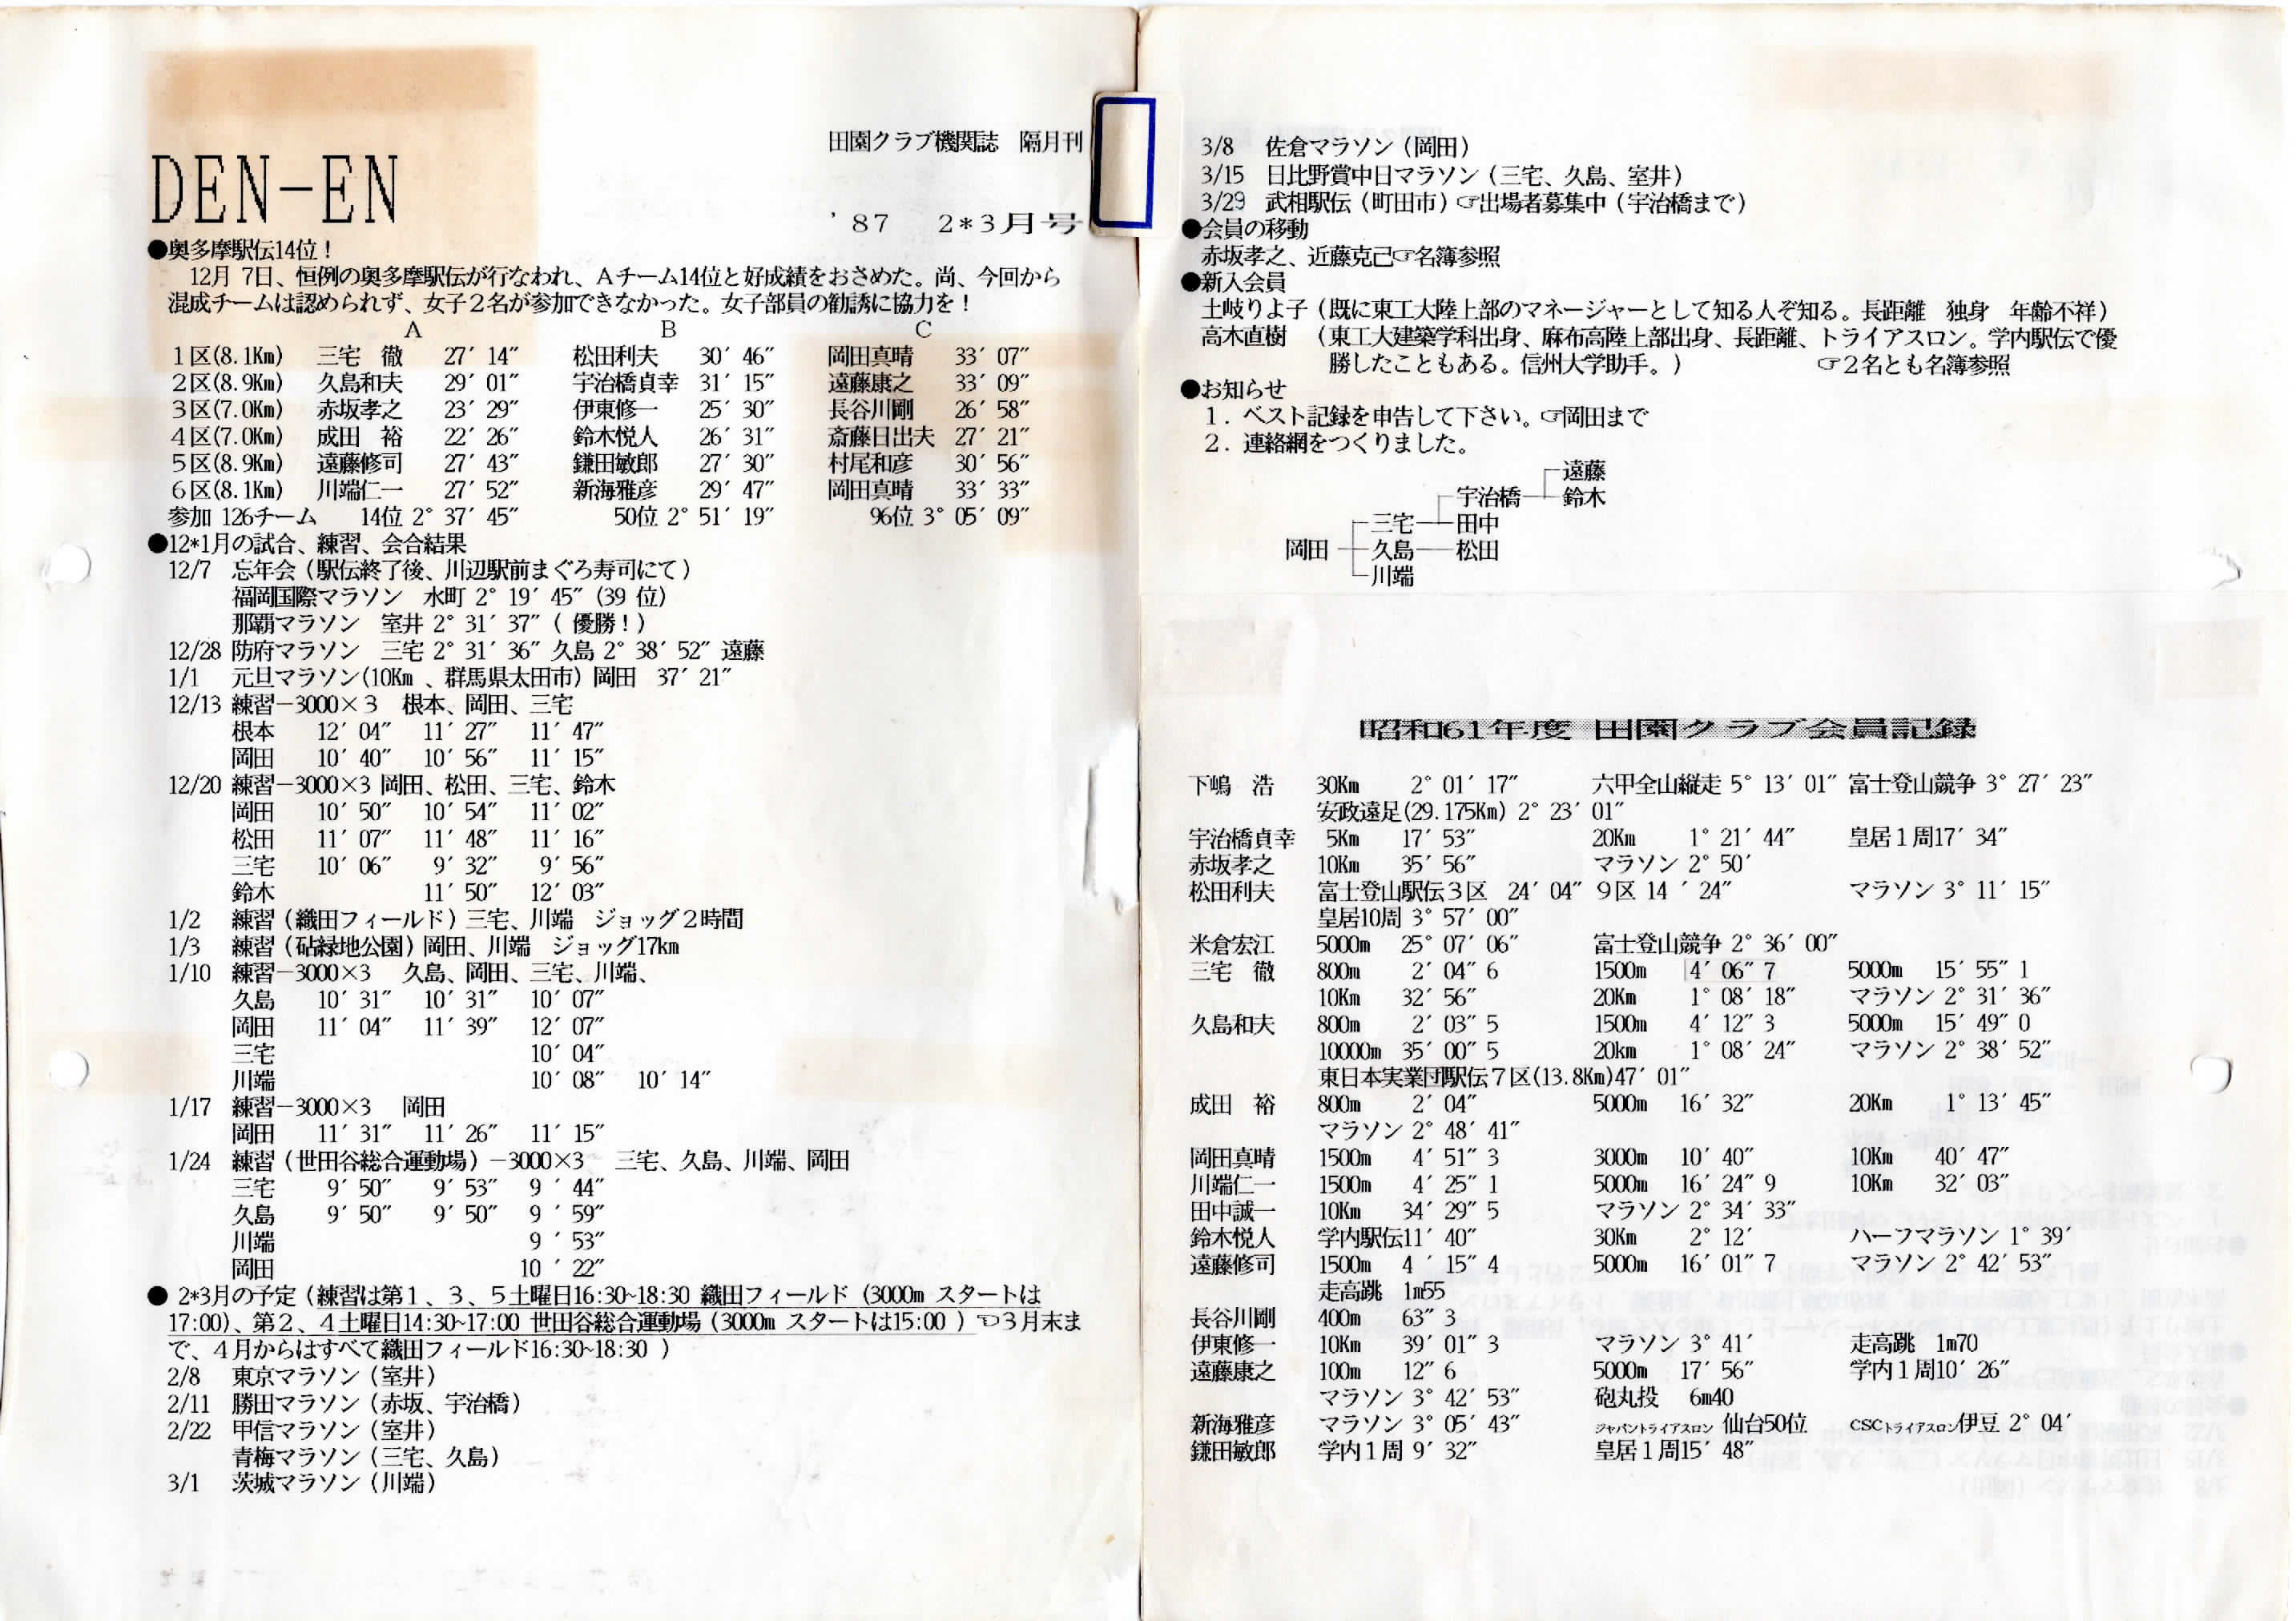 田園クラブ機関誌　隔月刊
DEN-EN
'87　2*3月号
●奥多摩駅伝14位！
12月 7日、恒例の奥多摩駅伝が行なわれ、Aチーム14位と好成績をおさめた。尚、今回から
混成チームは認められず、女子2名が参加できなかった。女子部員の勧誘に協力を！
A　B　C
1区(8.1Km)　三宅　徹　27′14″　松田利夫　30′46″　岡田真晴　33′07″
2区(8.9Km)　久島和夫　29′01″　宇治橋貞幸　31′15″　遠藤康之　33′09″
3区(7.0Km)　赤坂孝之　23′29″　伊東修一　25′30″　長谷川剛　26′58″
4区(7.0Km)　成田　裕　22′26″　鈴木悦人　26′31″　斎藤日出夫　27′21″
5区(8.9Km)　遠藤修司　27′43″　鎌田敏郎　27′30″　村尾和彦　30′56″
6区(8.1Km)　川端仁一　27′52″　新海雅彦　29′47″　岡田真晴　33′33″
参加 126チーム　14位 2°37′45″　50位 2°51′19″　96位 3°05′09″
●12*1月の試合、練習、会合結果
12/7　忘年会（駅伝終了後、川辺駅前まぐろ寿司にて）
福岡国際マラソン　水町 2°19′45″（39 位）
那覇マラソン　室井 2°31′37″（ 優勝！）
12/28 防府マラソン　三宅 2°31′36″ 久島 2°38′52″ 遠藤
1/1　元旦マラソン(10Km 、群馬県太田市) 岡田　37′21″
12/13 練習－3000×3　根本、岡田、三宅
根本　12′04″　11′27″　11′47″
岡田　10′40″　10′56″　11′15″
12/20 練習－3000×3 岡田、松田、三宅、鈴木
岡田　10′50″　10′54″　11′02″
松田　11′07″　11′48″　11′16″
三宅　10′06″　9′32″　9′56″
鈴木　11′50″　12′03″
1/2　練習（織田フィールド）三宅、川端　ジョッグ2時間
1/3　練習（砧緑地公園）岡田、川端　ジョッグ17km
1/10　練習－3000×3　久島、岡田、三宅、川端、
久島　10′31″　10′31″　10′07″
岡田　11′04″　11′39″　12′07″
三宅　10′04″
川端　10′08″　10′14″
1/17　練習－3000×3　岡田
岡田　11′31″　11′26″　11′15″
1/24　練習（世田谷総合運動場）－3000×3　三宅、久島、川端、岡田
三宅　9′50″　9′53″　9′44″
久島　9′50″　9′50″　9′59″
川端　9′53″
岡田　10′22″
● 2*3月の予定（練習は第1、3、5土曜日16:30~18:30 織田フィールド（3000m スタートは
17:00）、第2、4土曜日14:30~17:00 世田谷総合運動場（3000m スタートは15:00 ）☜3月末ま
で、4月からはすべて織田フィールド16:30~18:30 ）
2/8　東京マラソン（室井）
2/11　勝田マラソン（赤坂、宇治橋）
2/22　甲信マラソン（室井）
青梅マラソン（三宅、久島）
3/1　茨城マラソン（川端）
3/8　佐倉マラソン（岡田）
3/15　日比野賞中日マラソン（三宅、久島、室井）
3/29　武相駅伝（町田市）☞出場者募集中（宇治橋まで）
●会員の移動
赤坂孝之、近藤克己☞名簿参照
●新入会員
土岐りよ子（既に東工大陸上部のマネージャーとして知る人ぞ知る。長距離　独身　年齢不祥）
高木直樹　（東工大建築学科出身、麻布高陸上部出身、長距離、トライアスロン。学内駅伝で優
勝したこともある。信州大学助手。）　☞2名とも名簿参照
●お知らせ
1．ベスト記録を申告して下さい。☞岡田まで
2．連絡網をつくりました。
遠藤
宇治橋　鈴木
三宅　田中
岡田　久島　松田
川端
昭和61年度 田園クラブ会員記録
下嶋　浩　30Km　2°01′17″　六甲全山縦走 5°13′01″　富士登山競争 3°27′23″
安政遠足(29.175Km) 2°23′01″
宇治橋貞幸　5Km　17′53″　20Km　1°21′44″　皇居1周17′34″
赤坂孝之　10Km　35′56″　マラソン 2°50′
松田利夫　富士登山駅伝3区　24′04″　9区 14′24″　マラソン 3°11′15″
皇居10周 3°57′00″
米倉宏江　5000m　25°07′06″　富士登山競争 2°36′00″
三宅　徹　800m　2′04″6　1500m　4′06″7　5000m　15′55″1
10Km　32′56″　20Km　1°08′18″　マラソン 2°31′36″
久島和夫　800m　2′03″5　1500m　4′12″3　5000m　15′49″0
10000m　35′00″5　20km　1°08′24″　マラソン 2°38′52″
東日本実業団駅伝7区(13.8Km)47′01″
成田　裕　800m　2′04″　5000m　16′32″　20Km　1°13′45″
マラソン 2°48′41″
岡田真晴　1500m　4′51″3　3000m　10′40″　10Km　40′47″
川端仁一　1500m　4′25″1　5000m　16′24″9　10Km　32′03″
田中誠一　10Km　34′29″5　マラソン 2°34′33″
鈴木悦人　学内駅伝11′40″　30Km　2°12′　ハーフマラソン 1°39′
遠藤修司　1500m　4′15″4　5000m　16′01″7　マラソン 2°42′53″
走高跳　1m55
長谷川剛　400m　63″3
伊東修一　10Km　39′01″3　マラソン 3°41′　走高跳　1m70
遠藤康之　100m　12″6　5000m　17′56″　学内1周10′26″
マラソン 3°42′53″　砲丸投　6m40
新海雅彦　マラソン 3°05′43″　ジャパントライアスロン 仙台50位　CSCトライアスロン伊豆 2°04′
鎌田敏郎　学内1周 9′32″　皇居1周15′48″